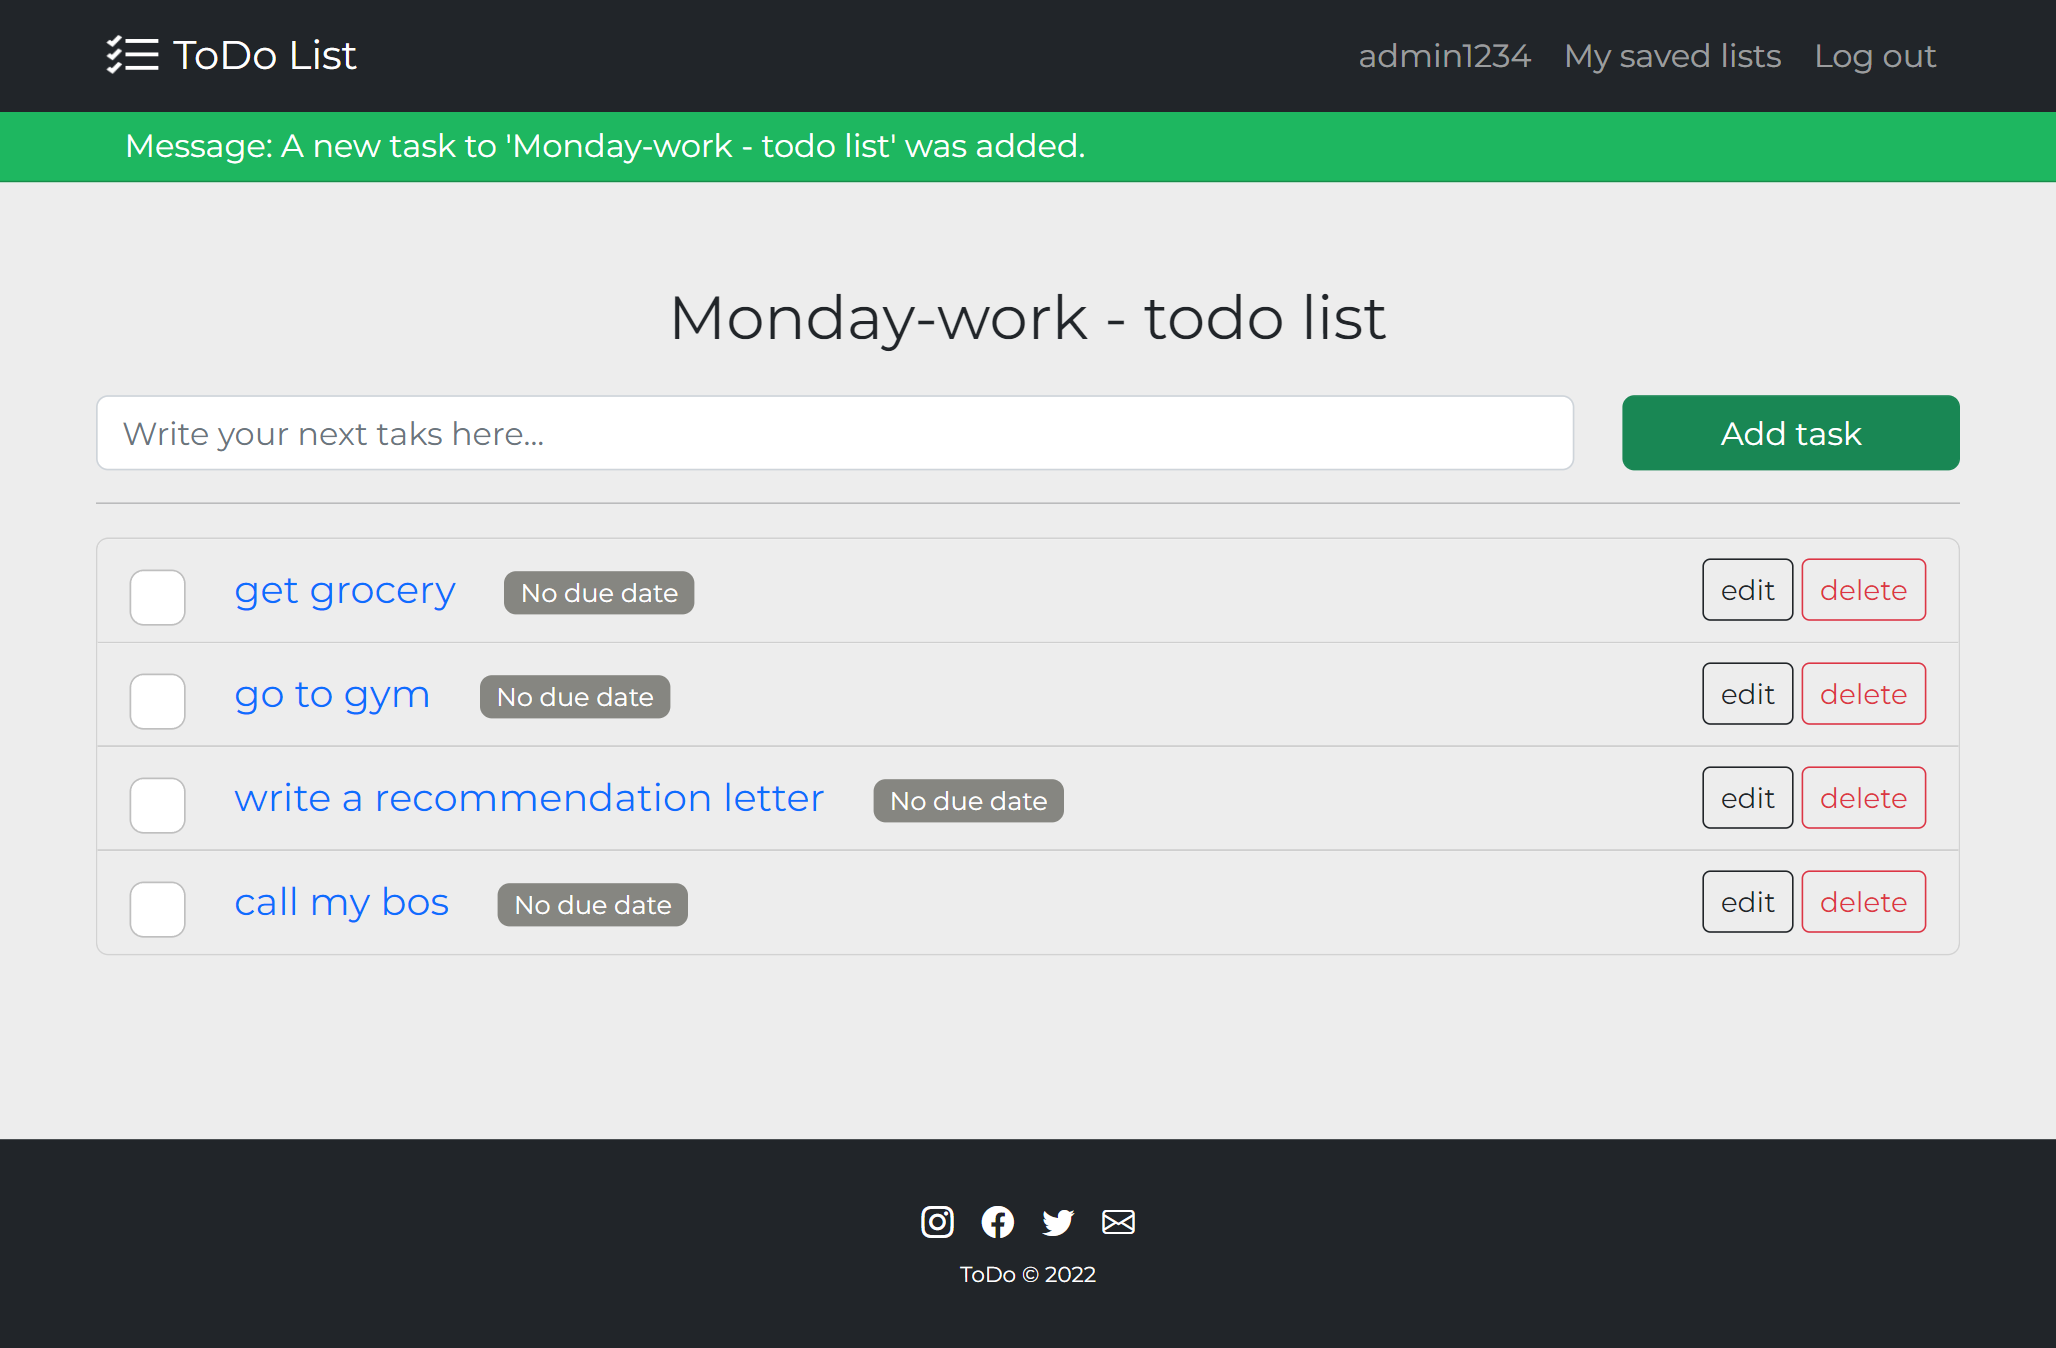 ToDo List admin1234 My saved lists Log out
Message: A new task to 'Monday-work - todo list' was added.
Monday-work - todo list
Write your next taks here... Add task
get grocery No due date edit delete
go to gym No due date edit delete
write a recommendation letter No due date edit delete
call my bos No due date edit delete
ToDo © 2022